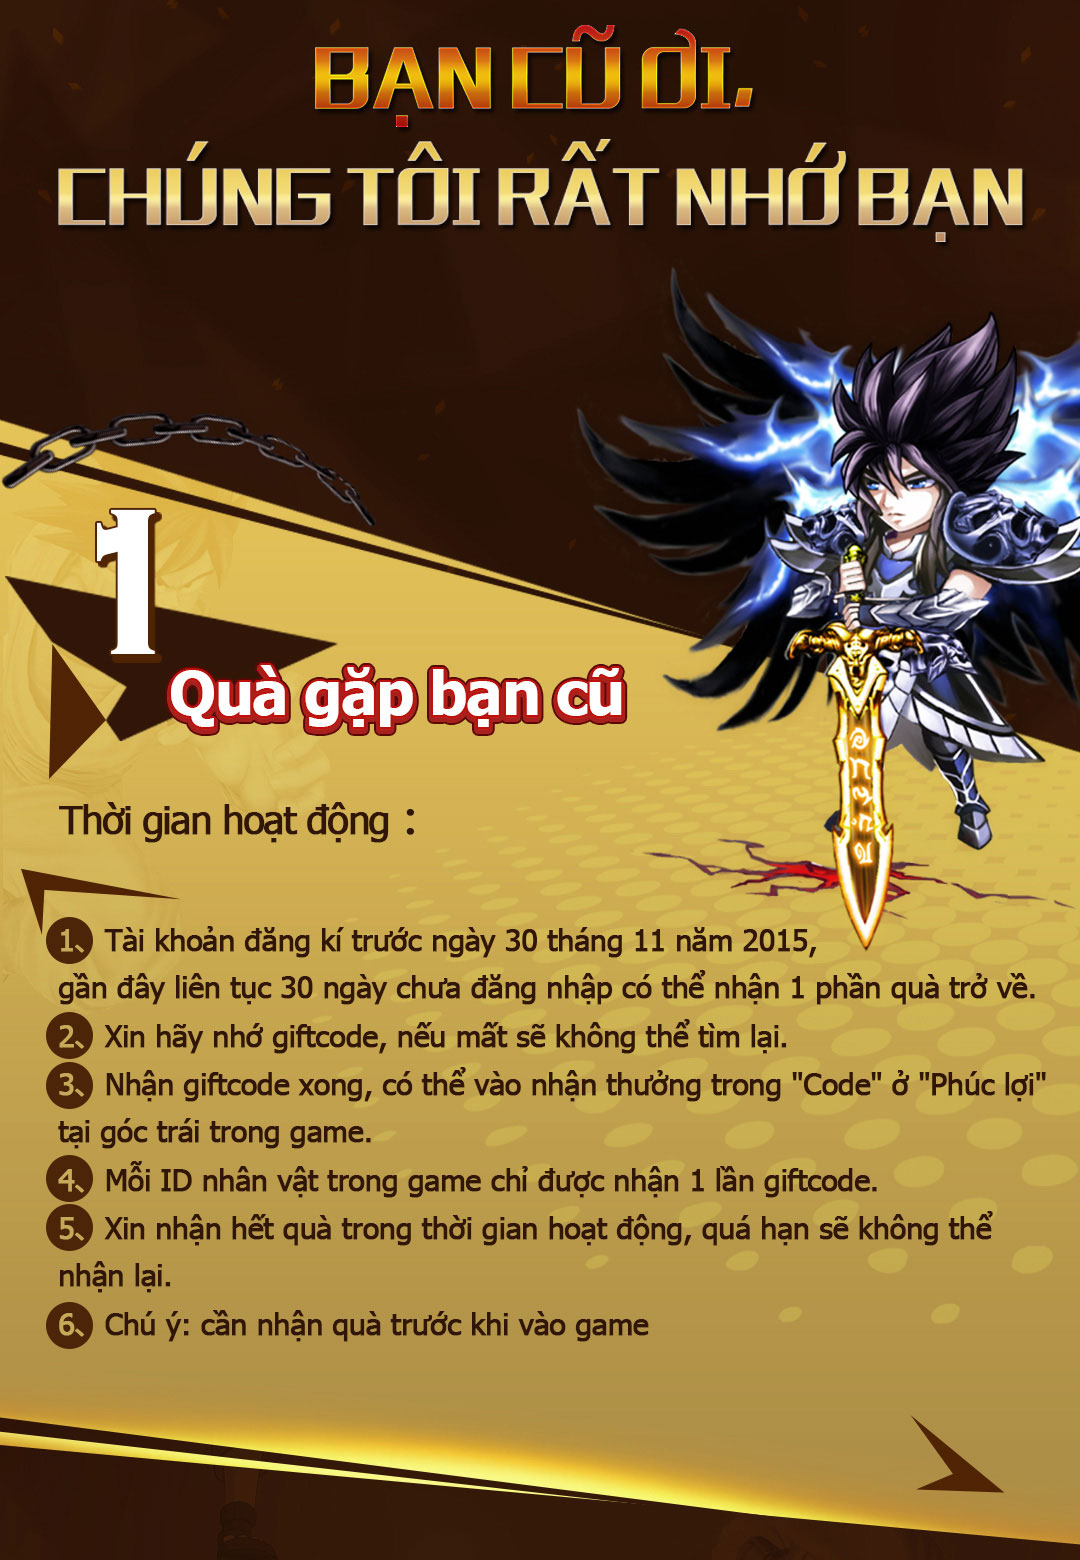 BẠN CŨ ƠI.
CHÚNG TÔI RẤT NHỚ BẠN
1
Quà gặp bạn cũ
Thời gian hoạt động :
1、 Tài khoản đăng kí trước ngày 30 tháng 11 năm 2015,
gần đây liên tục 30 ngày chưa đăng nhập có thể nhận 1 phần quà trở về.
2、 Xin hãy nhớ giftcode, nếu mất sẽ không thể tìm lại.
3、 Nhận giftcode xong, có thể vào nhận thưởng trong "Code" ở "Phúc lợi"
tại góc trái trong game.
4、 Mỗi ID nhân vật trong game chỉ được nhận 1 lần giftcode.
5、 Xin nhận hết quà trong thời gian hoạt động, quá hạn sẽ không thể
nhận lại.
6、 Chú ý: cần nhận quà trước khi vào game